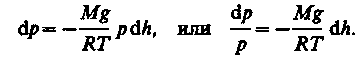 dp = − Mg/RT p dh, или dp/p = − Mg/RT dh.